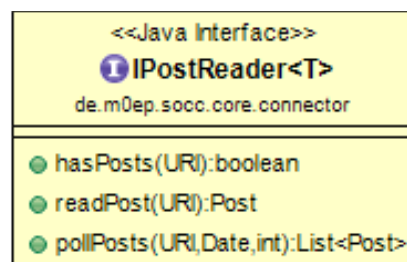 <<Java Interface>>
I IPostReader<T>
de.m0ep.socc.core.connector
hasPosts(URI):boolean
readPost(URI):Post
pollPosts(URI,Date,int):List<Post>